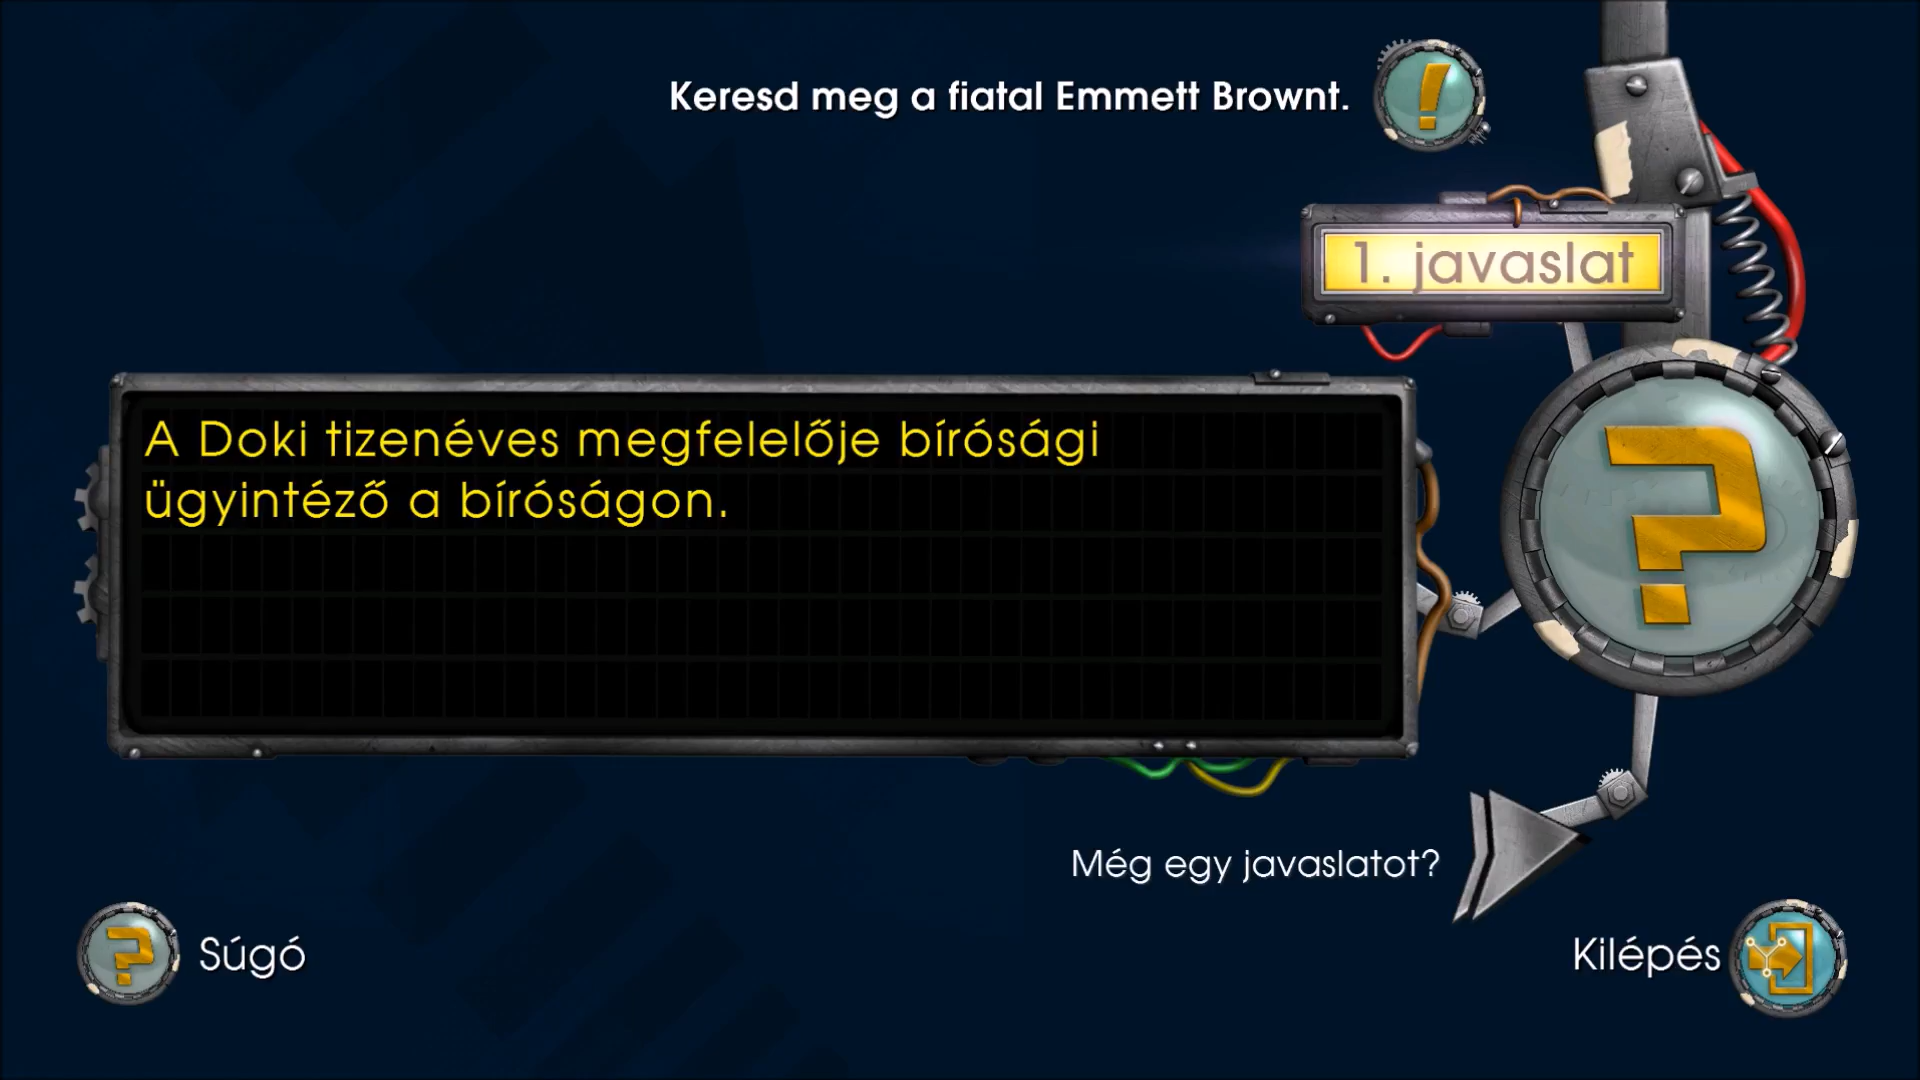 Keresd meg a fiatal Emmett Brownt.
1. javaslat
A Doki tizenéves megfelelője bírósági
ügyintéző a bíróságon.
Még egy javaslatot?
Súgó
Kilépés